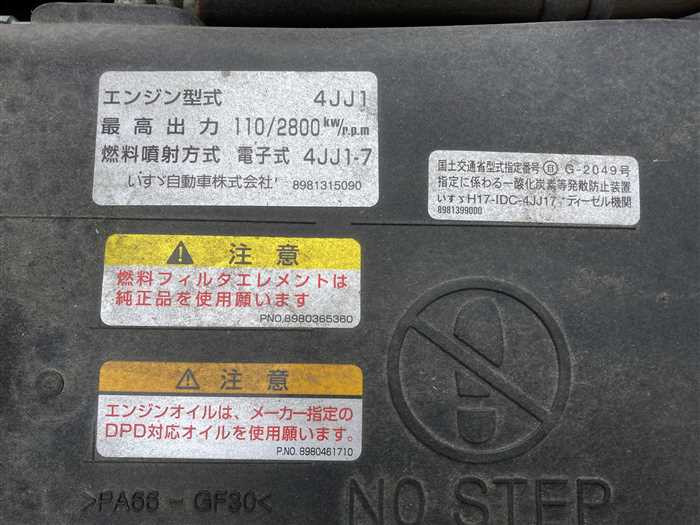 エンジン型式 4JJ1
最高出力 110/2800kW/r.p.m
燃料噴射方式 電子式 4JJ1-7
いすゞ自動車株式会社 8981315090
国土交通省型式指定番号 自 G-2049号
指定に係わる一酸化炭素等発散防止装置
いすゞH17-IDC-4JJ17, ディーゼル機関
8981399000
注意
燃料フィルタエレメントは
純正品を使用願います
PNO.8980365360
注意
エンジンオイルは、メーカー指定の
DPD対応オイルを使用願います。
P.NO. 8980461710
>PA66-GF30<
NO STEP